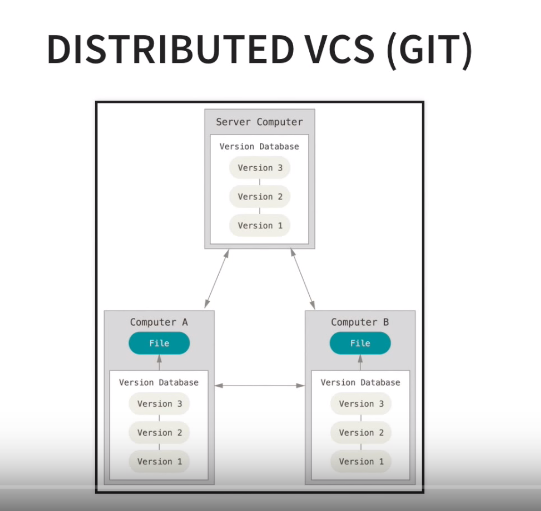 DISTRIBUTED VCS (GIT)
Server Computer
Version Database
Version 3
Version 2
Version 1
Computer A
File
Version Database
Version 3
Version 2
Version 1
Computer B
File
Version Database
Version 3
Version 2
Version 1